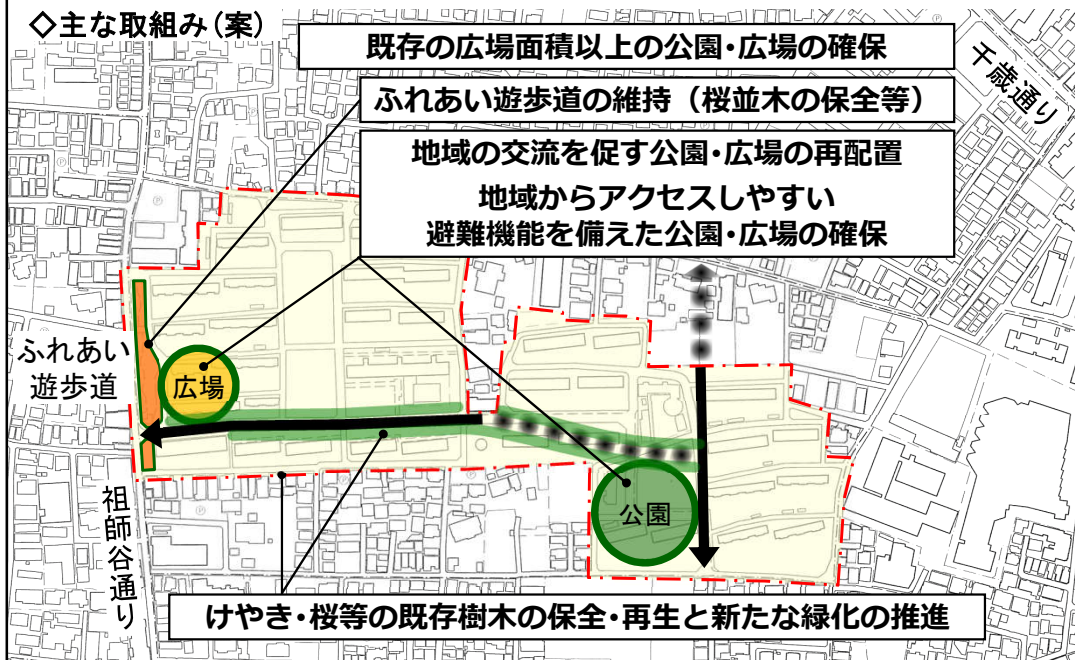 ◇主な取組み(案)
既存の広場面積以上の公園・広場の確保
ふれあい遊歩道の維持（桜並木の保全等）
地域の交流を促す公園・広場の再配置
地域からアクセスしやすい
避難機能を備えた公園・広場の確保
千歳通り
ふれあい
遊歩道
広場
公園
祖師谷通り
けやき・桜等の既存樹木の保全・再生と新たな緑化の推進